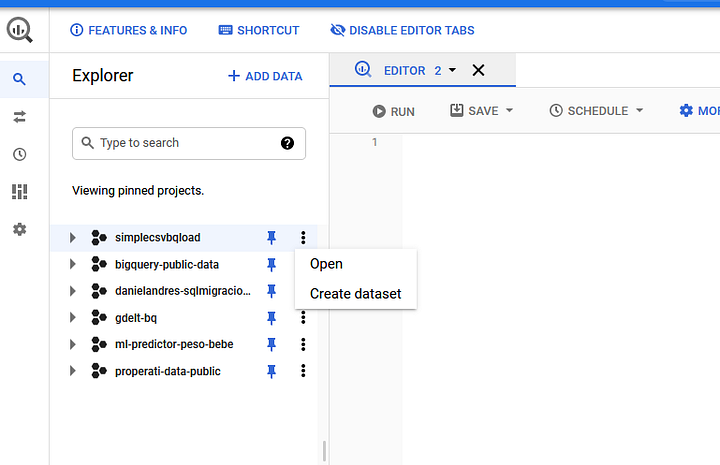 FEATURES & INFO SHORTCUT DISABLE EDITOR TABS
Explorer
+ ADD DATA
EDITOR 2
RUN SAVE SCHEDULE MOR
Type to search
1
Viewing pinned projects.
simplecsvbqload
bigquery-public-data
danielandres-sqlmigracio...
gdelt-bq
ml-predictor-peso-bebe
properati-data-public
Open
Create dataset